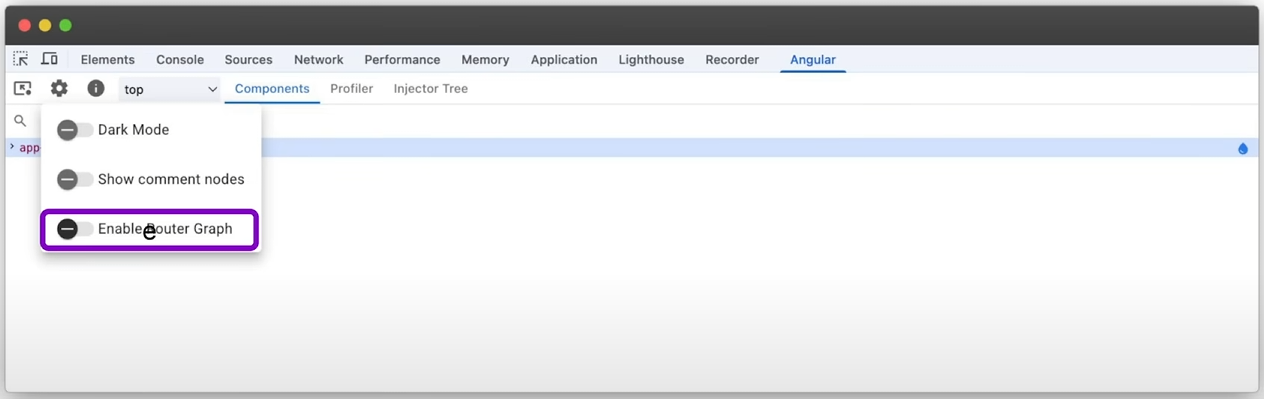 Elements Console Sources Network Performance Memory Application Lighthouse Recorder Angular
top Components Profiler Injector Tree
Dark Mode
app
Show comment nodes
Enable Router Graph
e